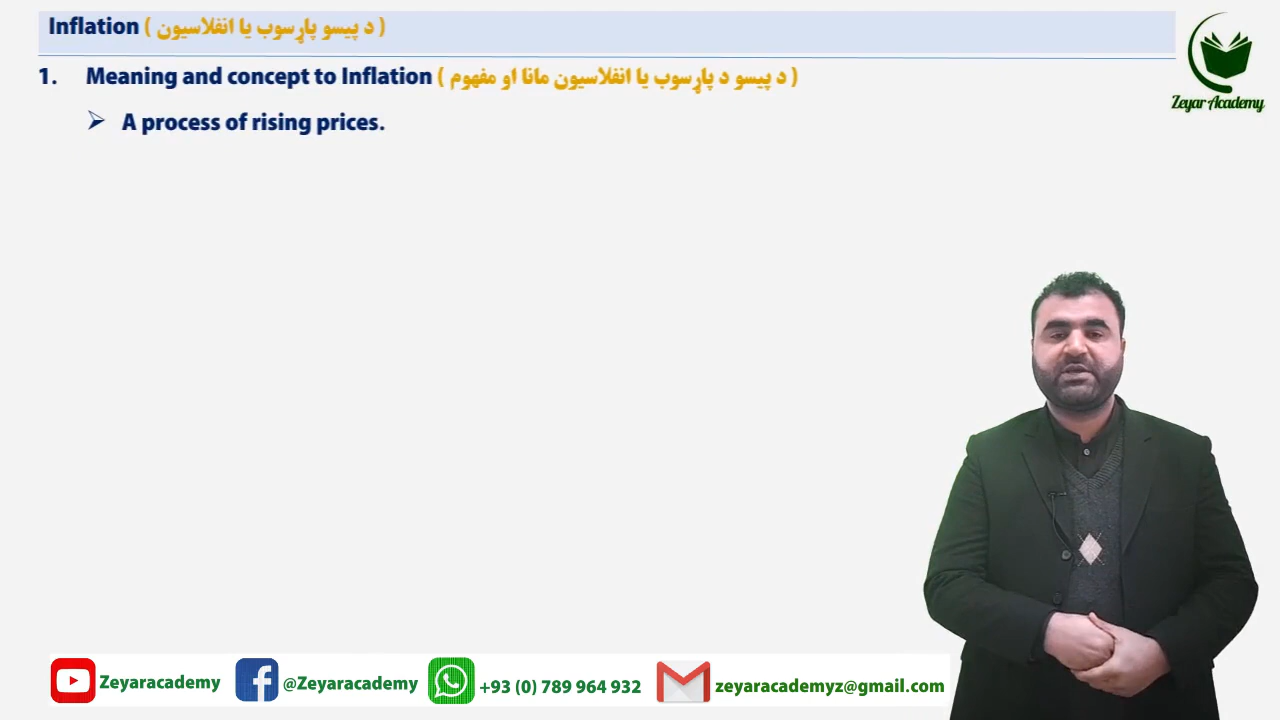 Inflation ( د پیسو پاړسوب یا انفلاسیون )
1. Meaning and concept to Inflation ( د پیسو د پاړسوب یا انفلاسیون مانا او مفهوم )
➢ A process of rising prices.
Zeyar Academy
Zeyaracademy @Zeyaracademy +93 (0) 789 964 932 zeyaracademyz@gmail.com